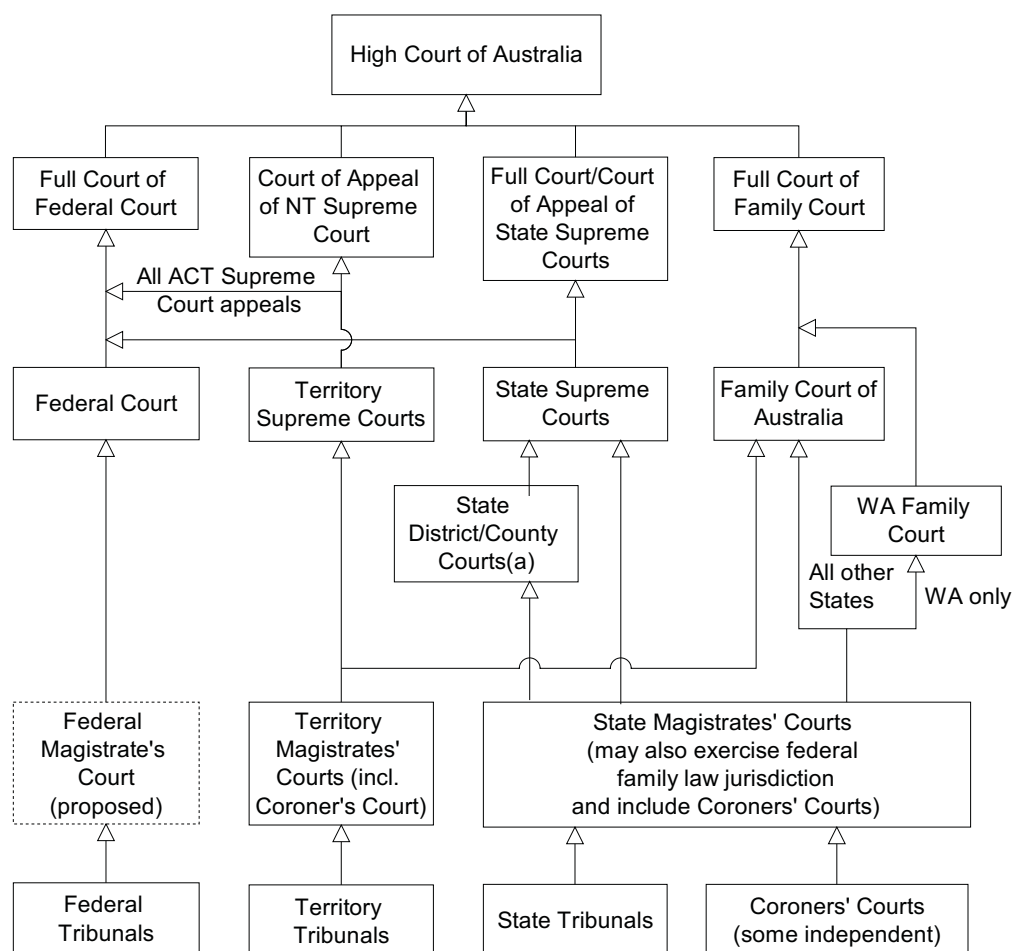 High Court of Australia
Full Court of
Federal Court
Court of Appeal
of NT Supreme
Court
Full Court/Court
of Appeal of
State Supreme
Courts
Full Court of
Family Court
All ACT Supreme
Court appeals
Federal Court
Territory
Supreme Courts
State Supreme
Courts
Family Court of
Australia
State
District/County
Courts(a)
WA Family
Court
All other
States
WA only
Federal
Magistrate's
Court
(proposed)
Territory
Magistrates'
Courts (incl.
Coroner's Court)
State Magistrates' Courts
(may also exercise federal
family law jurisdiction
and include Coroners' Courts)
Federal
Tribunals
Territory
Tribunals
State Tribunals
Coroners' Courts
(some independent)